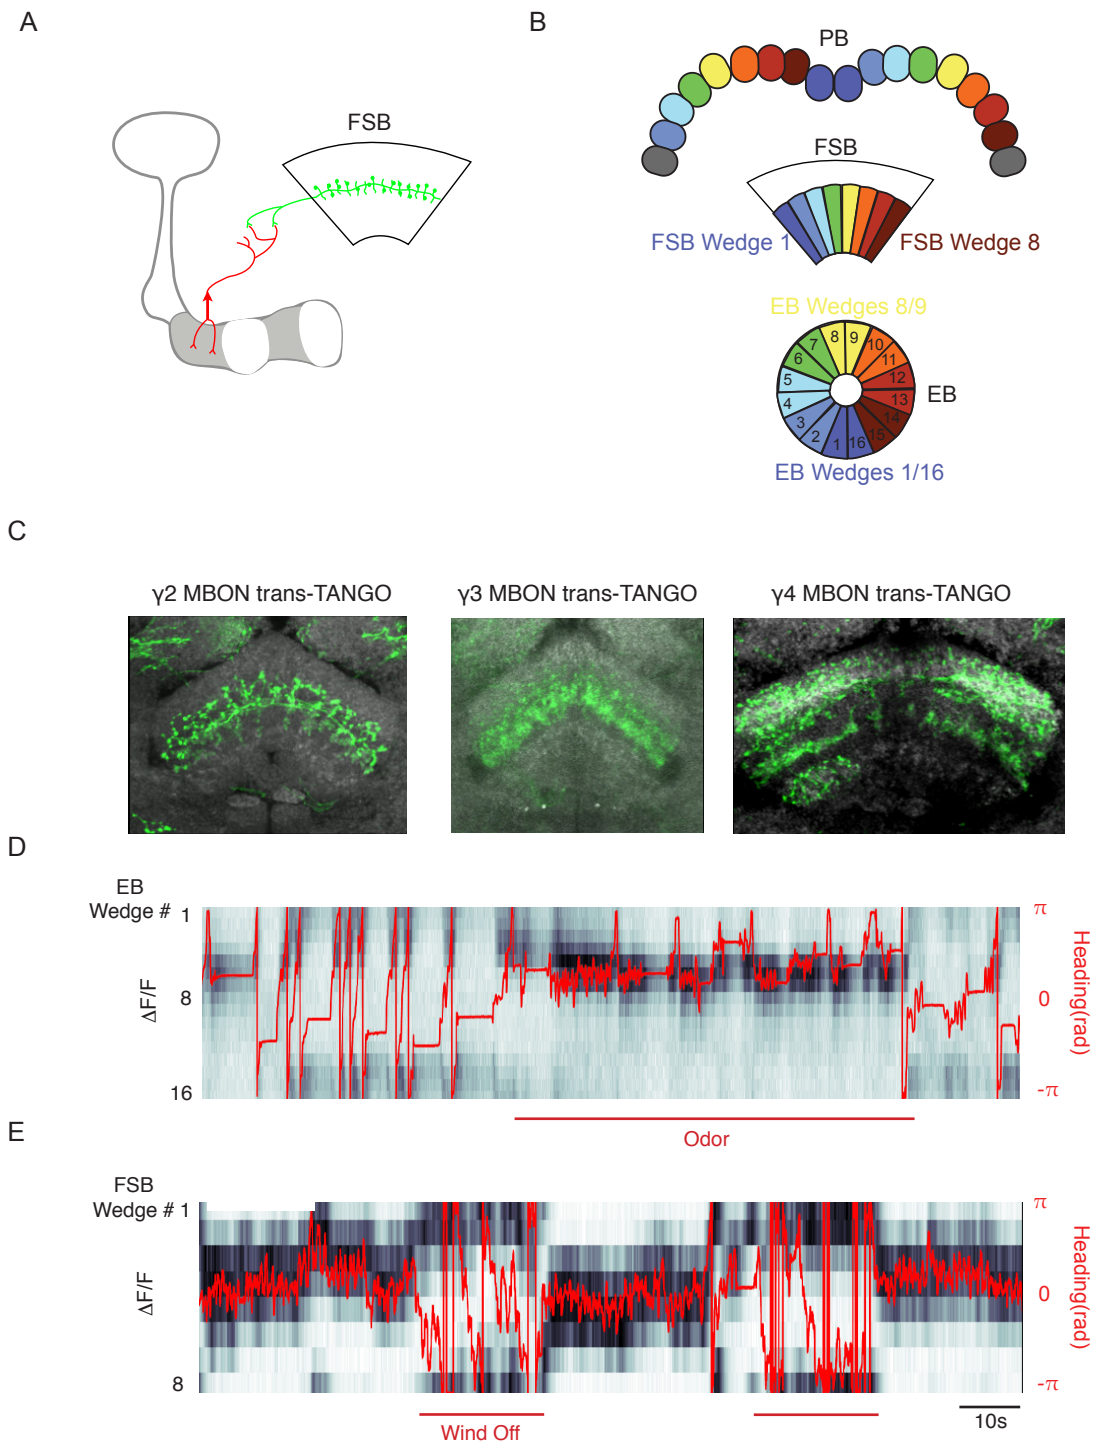 A
FSB
B
PB
FSB
FSB Wedge 1
FSB Wedge 8
EB Wedges 8/9
1
2
3
4
5
6
7
8
9
10
11
12
13
14
15
16
EB
EB Wedges 1/16
C
γ2 MBON trans-TANGO
γ3 MBON trans-TANGO
γ4 MBON trans-TANGO
D
EB
Wedge # 1
8
16
ΔF/F
π
0
-π
Heading(rad)
Odor
E
FSB
Wedge # 1
8
ΔF/F
π
0
-π
Heading(rad)
Wind Off
10s